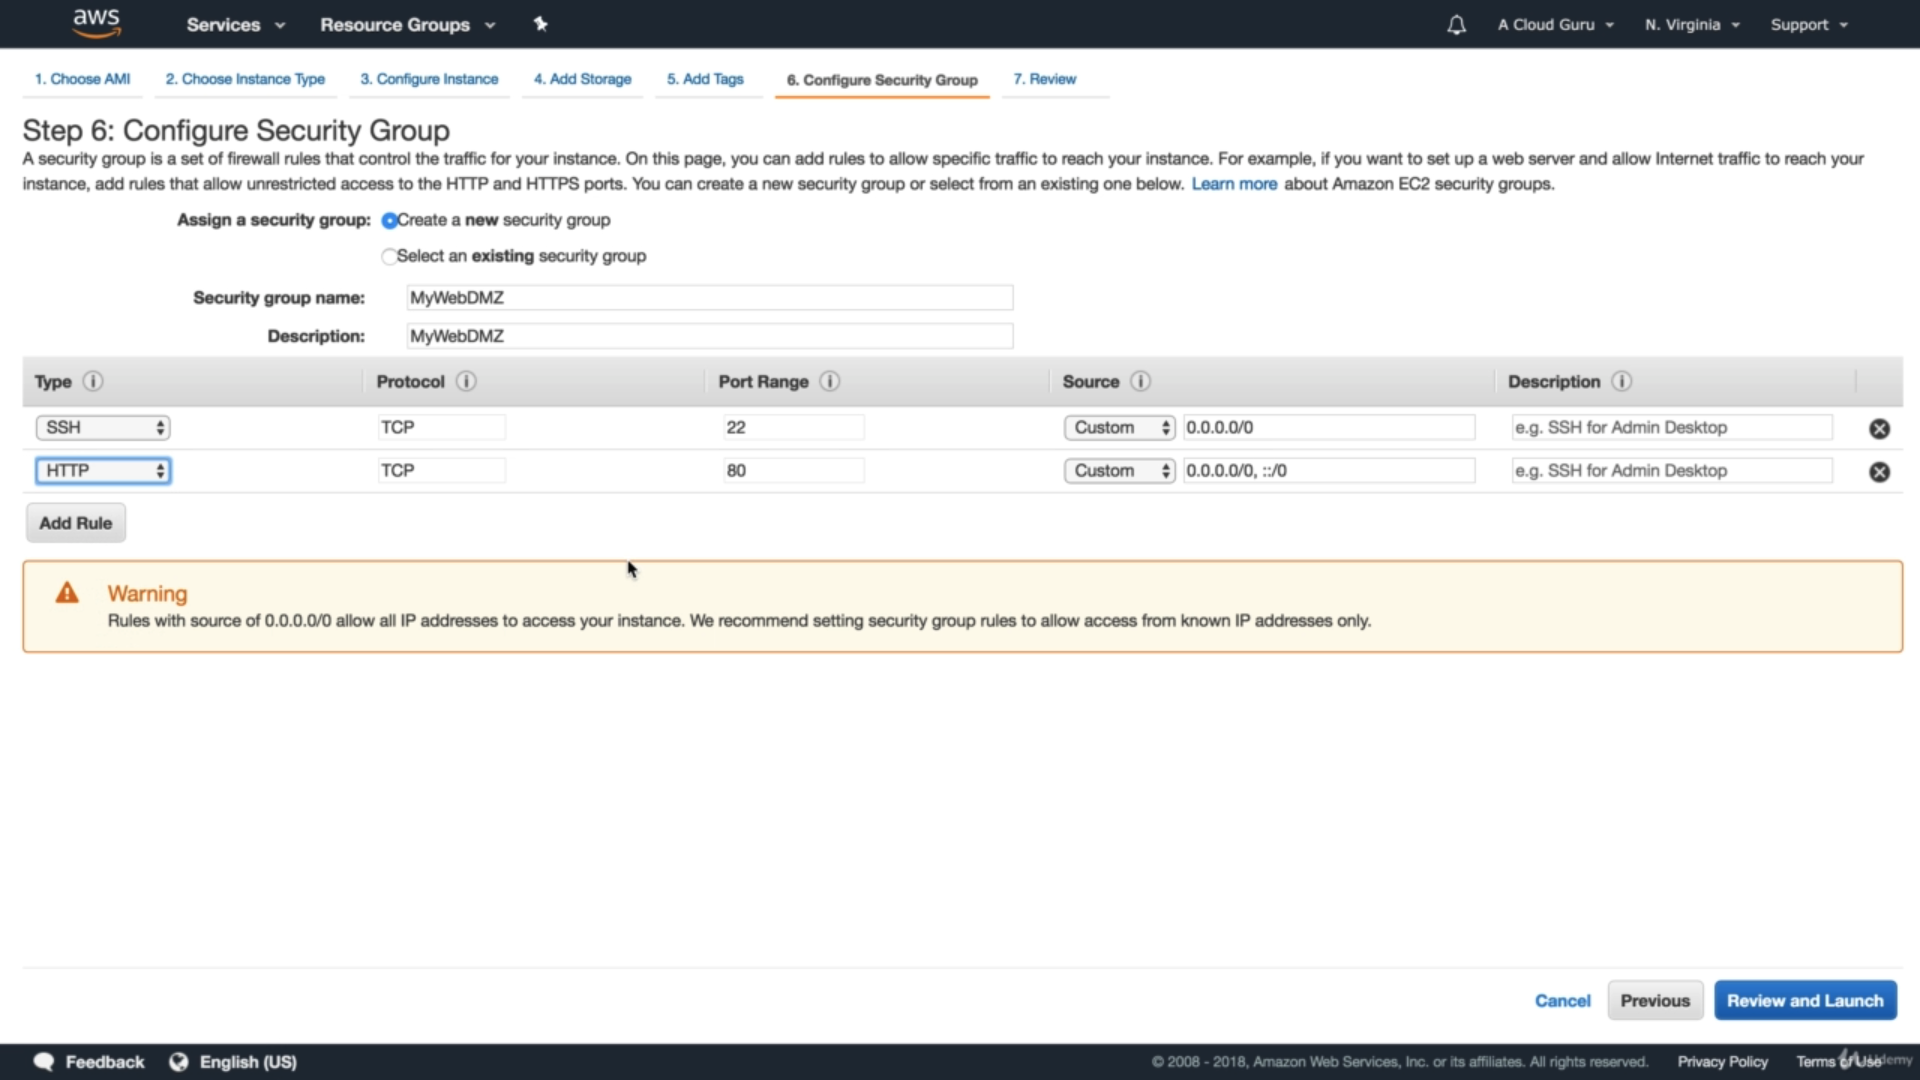 aws Services Resource Groups A Cloud Guru N. Virginia Support
1. Choose AMI 2. Choose Instance Type 3. Configure Instance 4. Add Storage 5. Add Tags 6. Configure Security Group 7. Review
Step 6: Configure Security Group
A security group is a set of firewall rules that control the traffic for your instance. On this page, you can add rules to allow specific traffic to reach your instance. For example, if you want to set up a web server and allow Internet traffic to reach your
instance, add rules that allow unrestricted access to the HTTP and HTTPS ports. You can create a new security group or select from an existing one below. Learn more about Amazon EC2 security groups.
Assign a security group: Create a new security group
Select an existing security group
Security group name: MyWebDMZ
Description: MyWebDMZ
Type Protocol Port Range Source Description
SSH TCP 22 Custom 0.0.0.0/0 e.g. SSH for Admin Desktop
HTTP TCP 80 Custom 0.0.0.0/0, ::/0 e.g. SSH for Admin Desktop
Add Rule
Warning
Rules with source of 0.0.0.0/0 allow all IP addresses to access your instance. We recommend setting security group rules to allow access from known IP addresses only.
Cancel Previous Review and Launch
Feedback English (US) © 2008 - 2018, Amazon Web Services, Inc. or its affiliates. All rights reserved. Privacy Policy Terms of Use